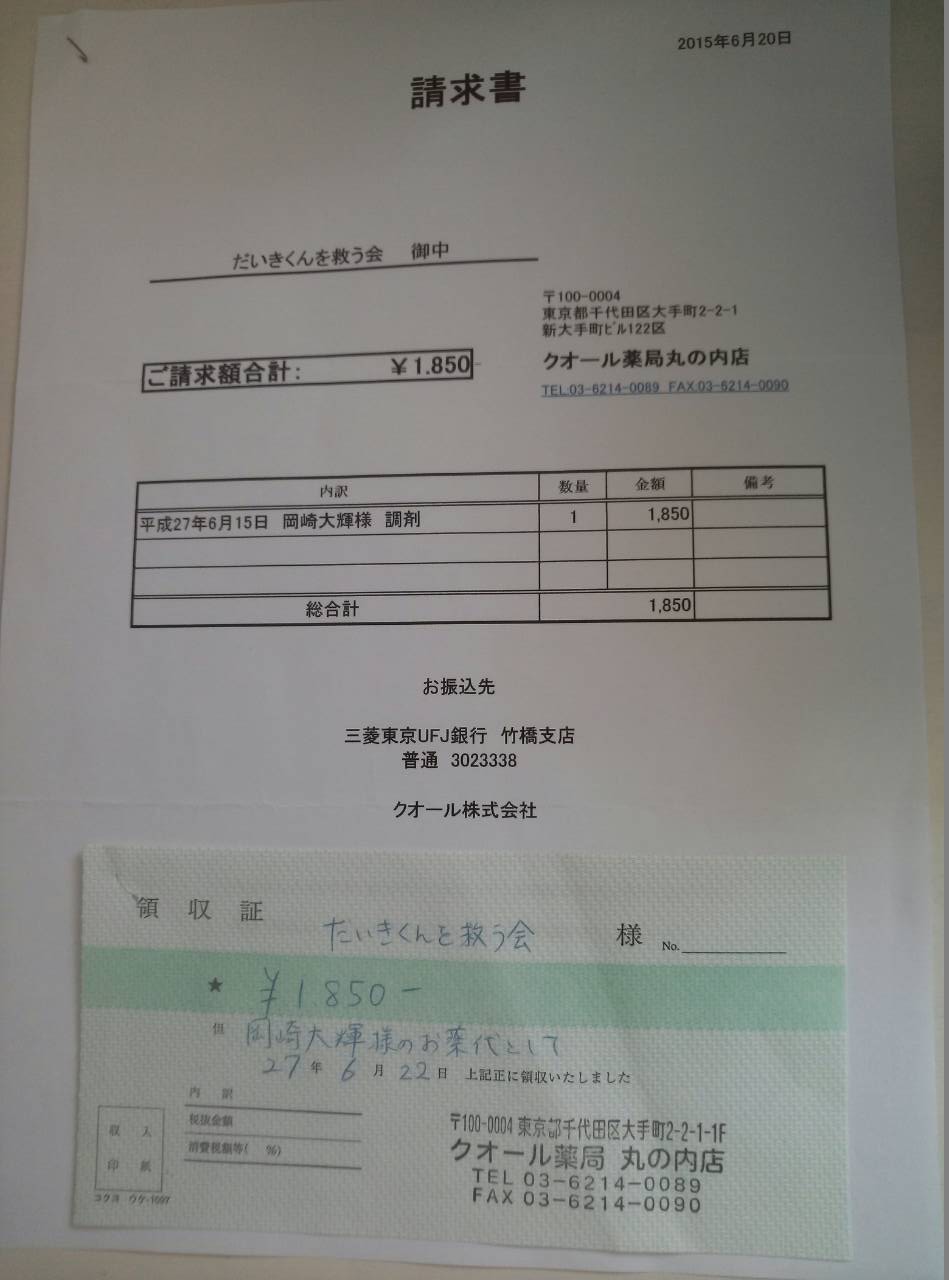 2015年6月20日
請求書
だいきくんを救う会 御中
〒100-0004
東京都千代田区大手町2-2-1
新大手町ビル122区
クオール薬局丸の内店
TEL.03-6214-0089 FAX.03-6214-0090
ご請求額合計： ￥1.850
内訳 数量 金額 備考
平成27年6月15日 岡崎大輝様 調剤 1 1,850
総合計 1,850
お振込先
三菱東京UFJ銀行 竹橋支店
普通 3023338
クオール株式会社
領収証
だいきくんを救う会 様 No.
★ ¥1850-
但 岡崎大輝様のお薬代として
27年6月22日 上記正に領収いたしました
内訳
税抜金額
消費税額等( %)
収入
印紙
コクヨ ウケ-1097
〒100-0004 東京都千代田区大手町2-2-1-1F
クオール薬局 丸の内店
TEL 03-6214-0089
FAX 03-6214-0090